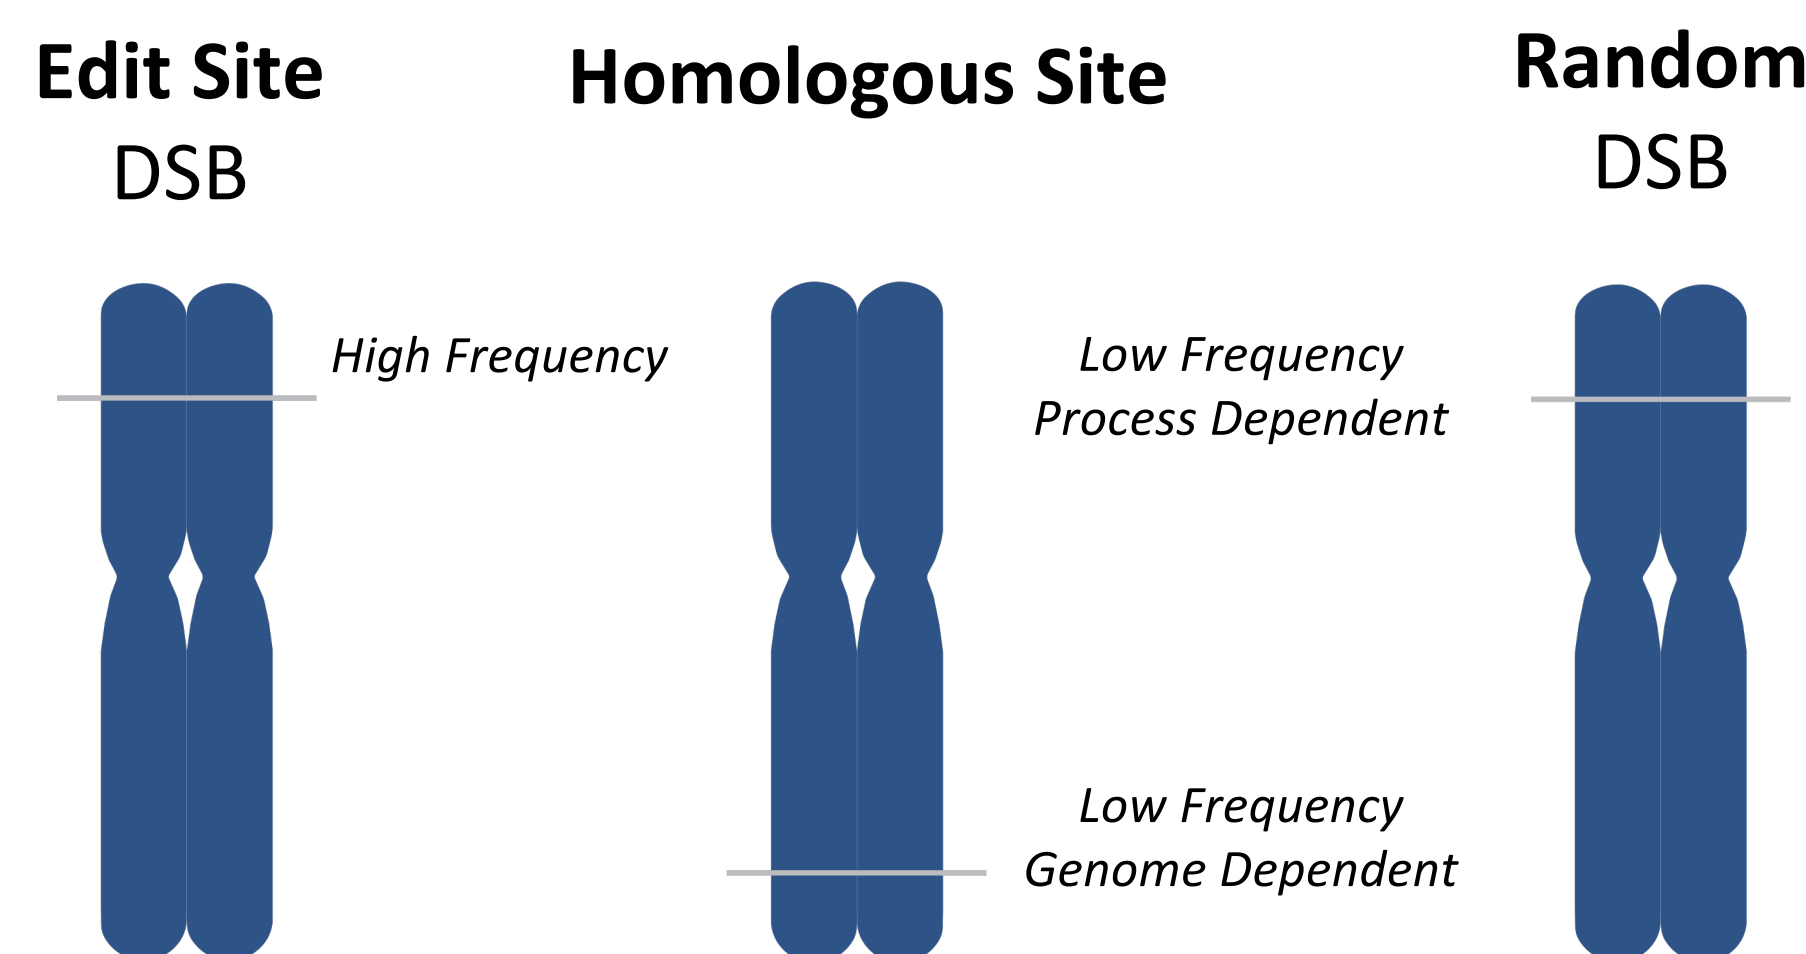 Edit Site
DSB
Homologous Site
Random
DSB
High Frequency
Low Frequency
Process Dependent
Low Frequency
Genome Dependent